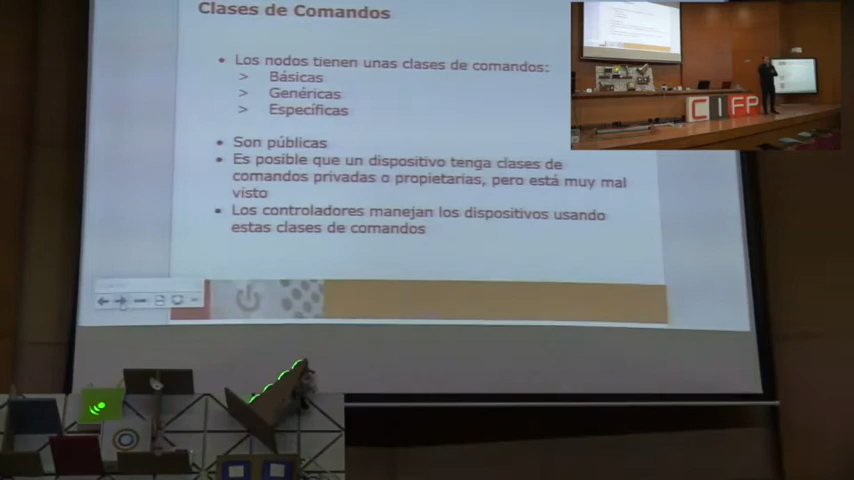 Clases de Comandos
• Los nodos tienen unas clases de comandos:
> Básicas
> Genéricas
> Específicas
• Son públicas
• Es posible que un dispositivo tenga clases de
comandos privadas o propietarias, pero está muy mal
visto
• Los controladores manejan los dispositivos usando
estas clases de comandos
CIFP